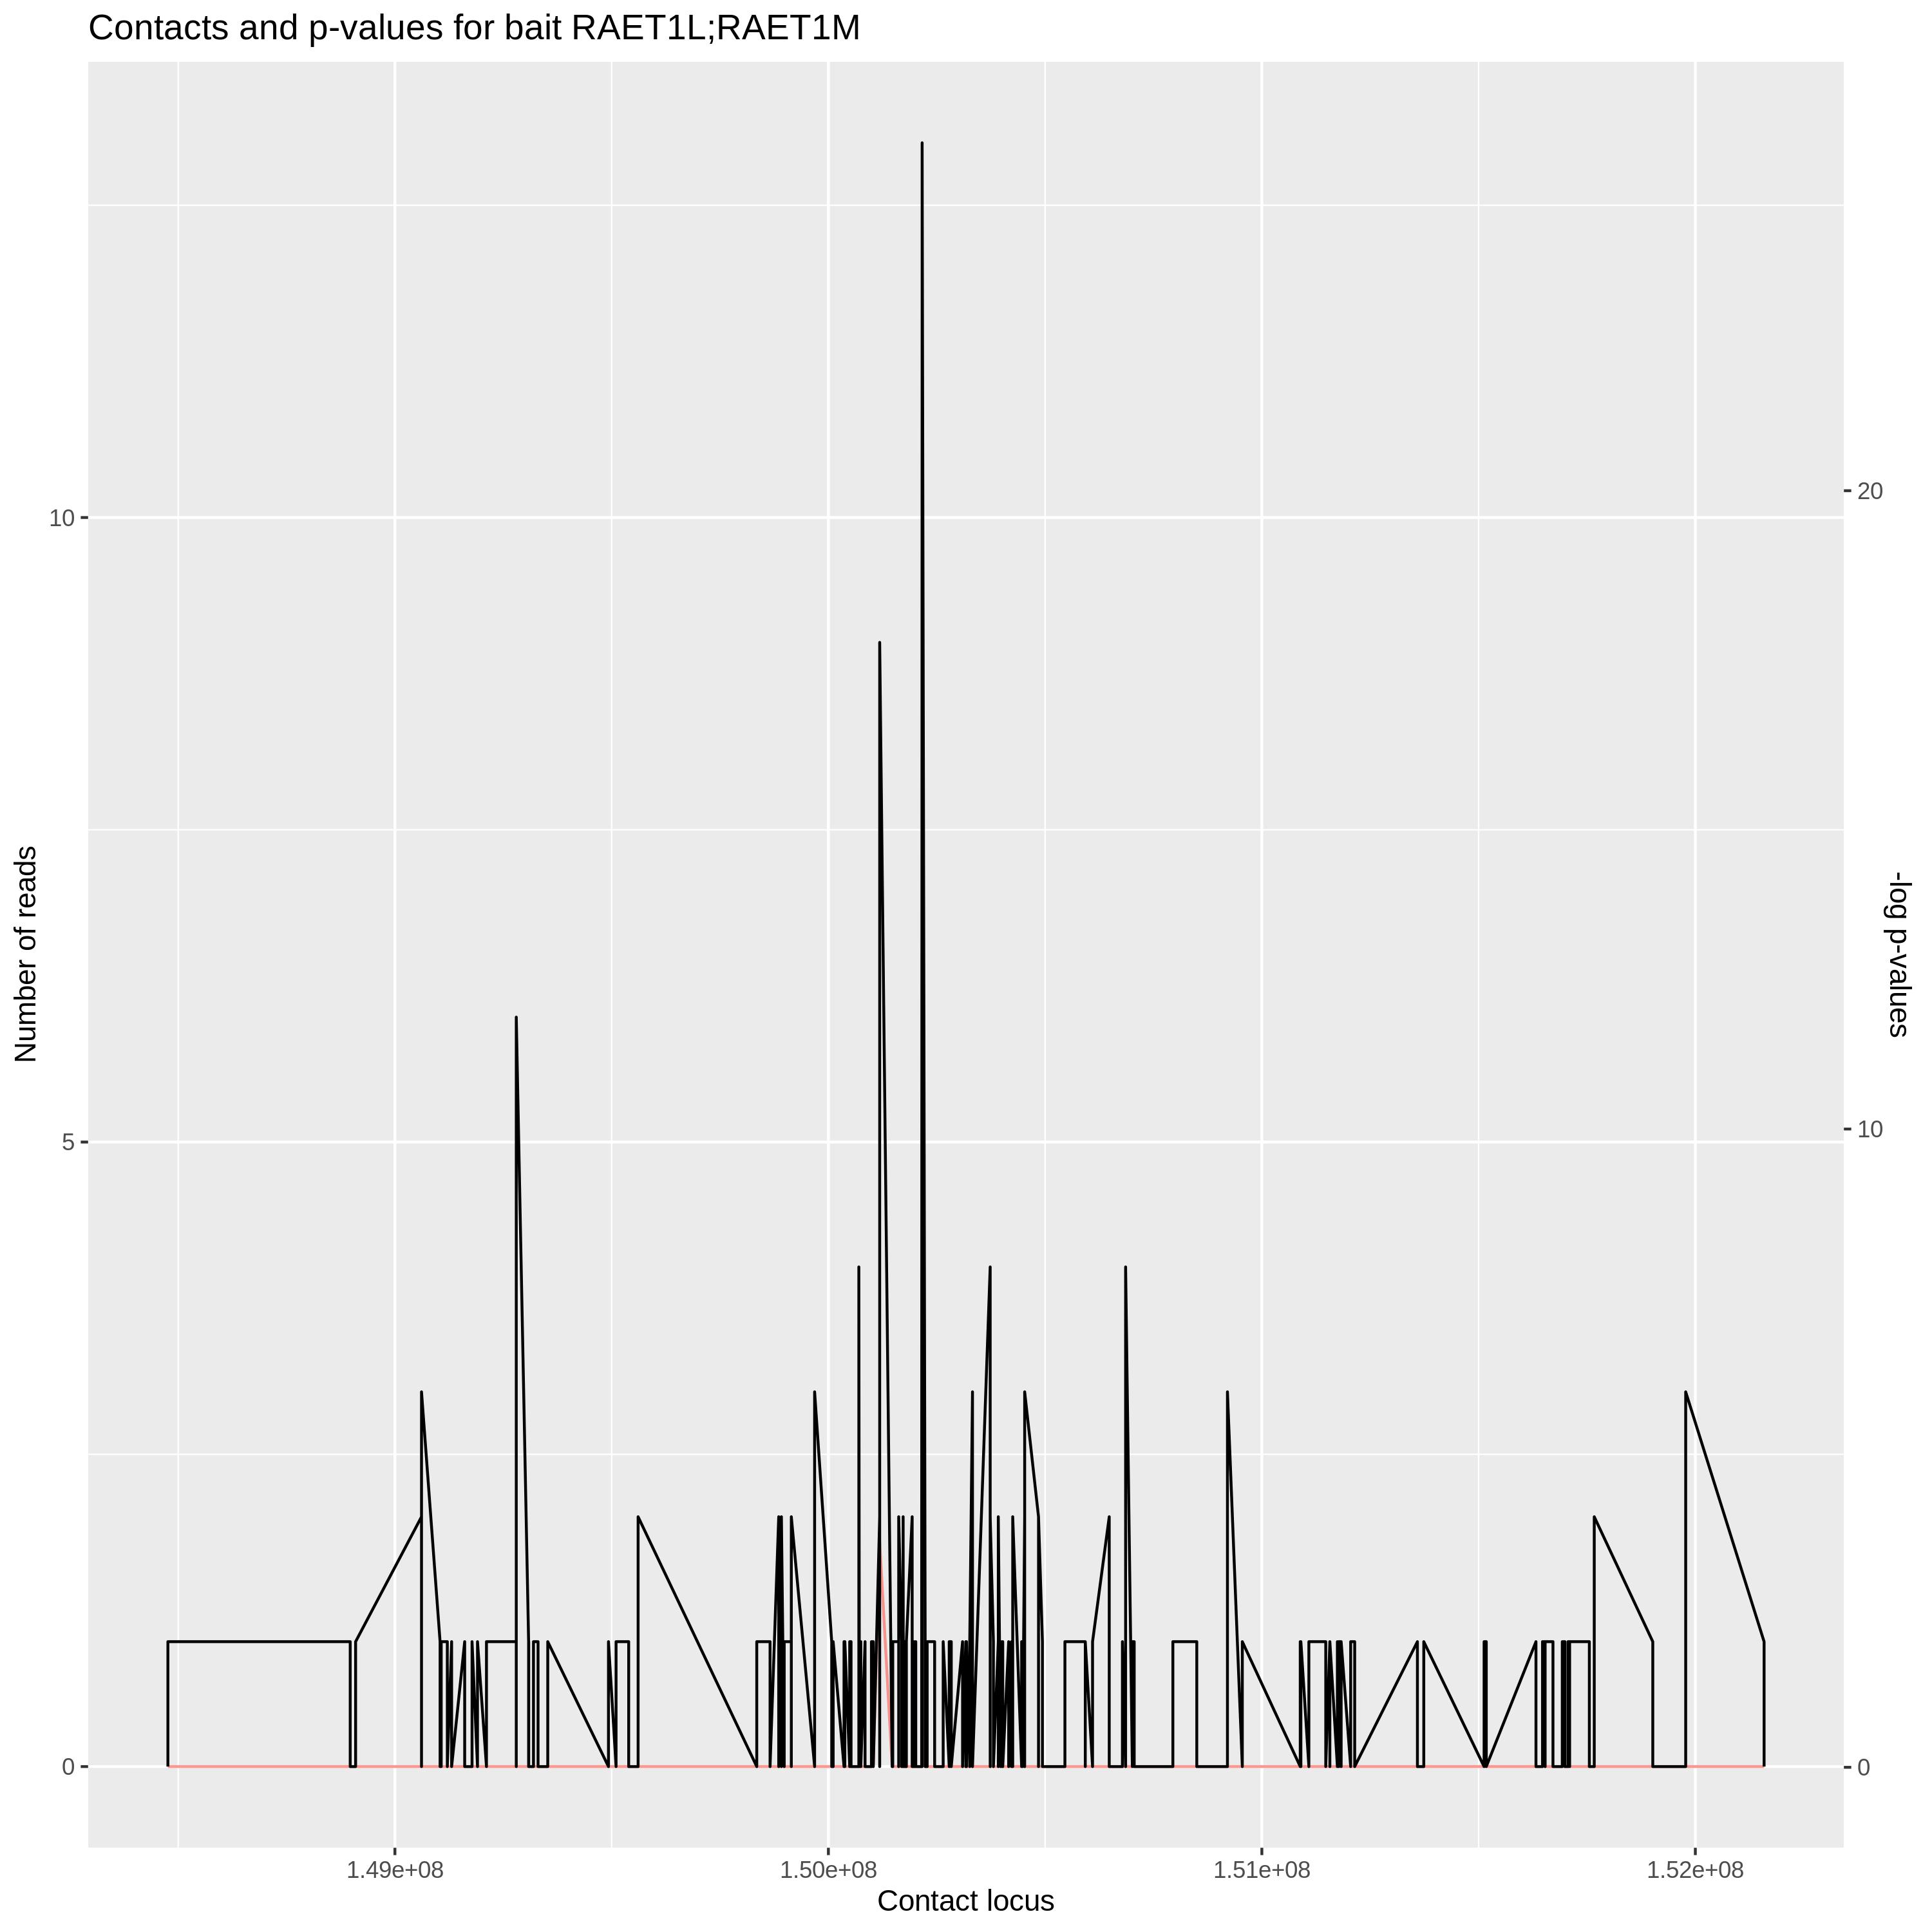 Contacts and p-values for bait RAET1L;RAET1M
Number of reads
10
5
0
20
10
0
-log p-values
1.49e+08
1.50e+08
1.51e+08
1.52e+08
Contact locus